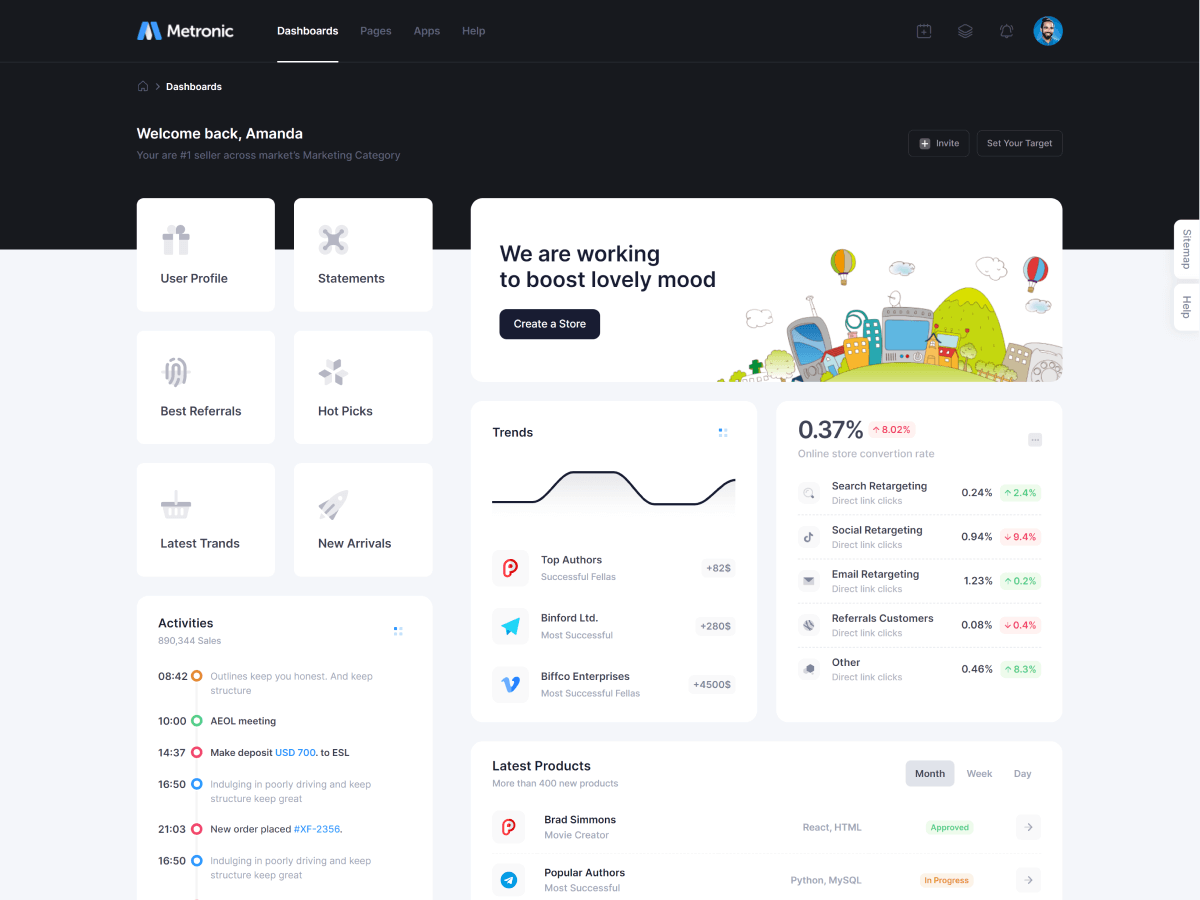 Metronic
Dashboards Pages Apps Help
Dashboards
Welcome back, Amanda
Your are #1 seller across market's Marketing Category
Invite
Set Your Target
User Profile
Statements
Best Referrals
Hot Picks
Latest Trands
New Arrivals
We are working
to boost lovely mood
Create a Store
Sitemap
Help
Trends
Top Authors
Successful Fellas
+82$
Binford Ltd.
Most Successful
+280$
Biffco Enterprises
Most Successful Fellas
+4500$
0.37% 8.02%
Online store convertion rate
Search Retargeting
Direct link clicks
0.24% 2.4%
Social Retargeting
Direct link clicks
0.94% 9.4%
Email Retargeting
Direct link clicks
1.23% 0.2%
Referrals Customers
Direct link clicks
0.08% 0.4%
Other
Direct link clicks
0.46% 8.3%
Activities
890,344 Sales
08:42 Outlines keep you honest. And keep
structure
10:00 AEOL meeting
14:37 Make deposit USD 700. to ESL
16:50 Indulging in poorly driving and keep
structure keep great
21:03 New order placed #XF-2356.
16:50 Indulging in poorly driving and keep
structure keep great
Latest Products
More than 400 new products
Month Week Day
Brad Simmons
Movie Creator
React, HTML
Approved
Popular Authors
Most Successful
Python, MySQL
In Progress